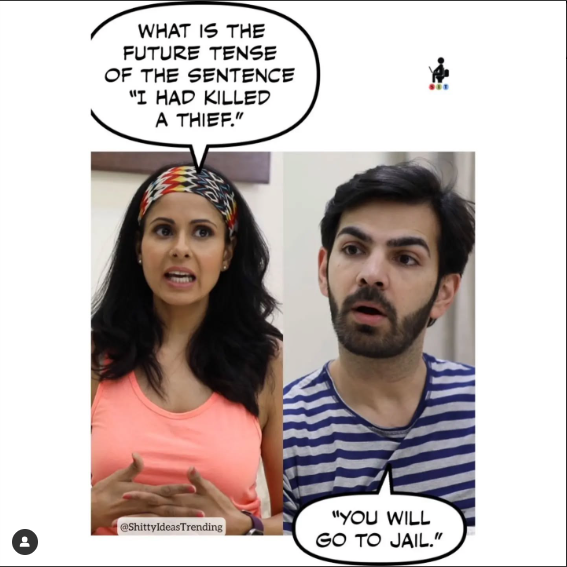 WHAT IS THE
FUTURE TENSE
OF THE SENTENCE
"I HAD KILLED
A THIEF."
@ShittyIdeasTrending
"YOU WILL
GO TO JAIL."